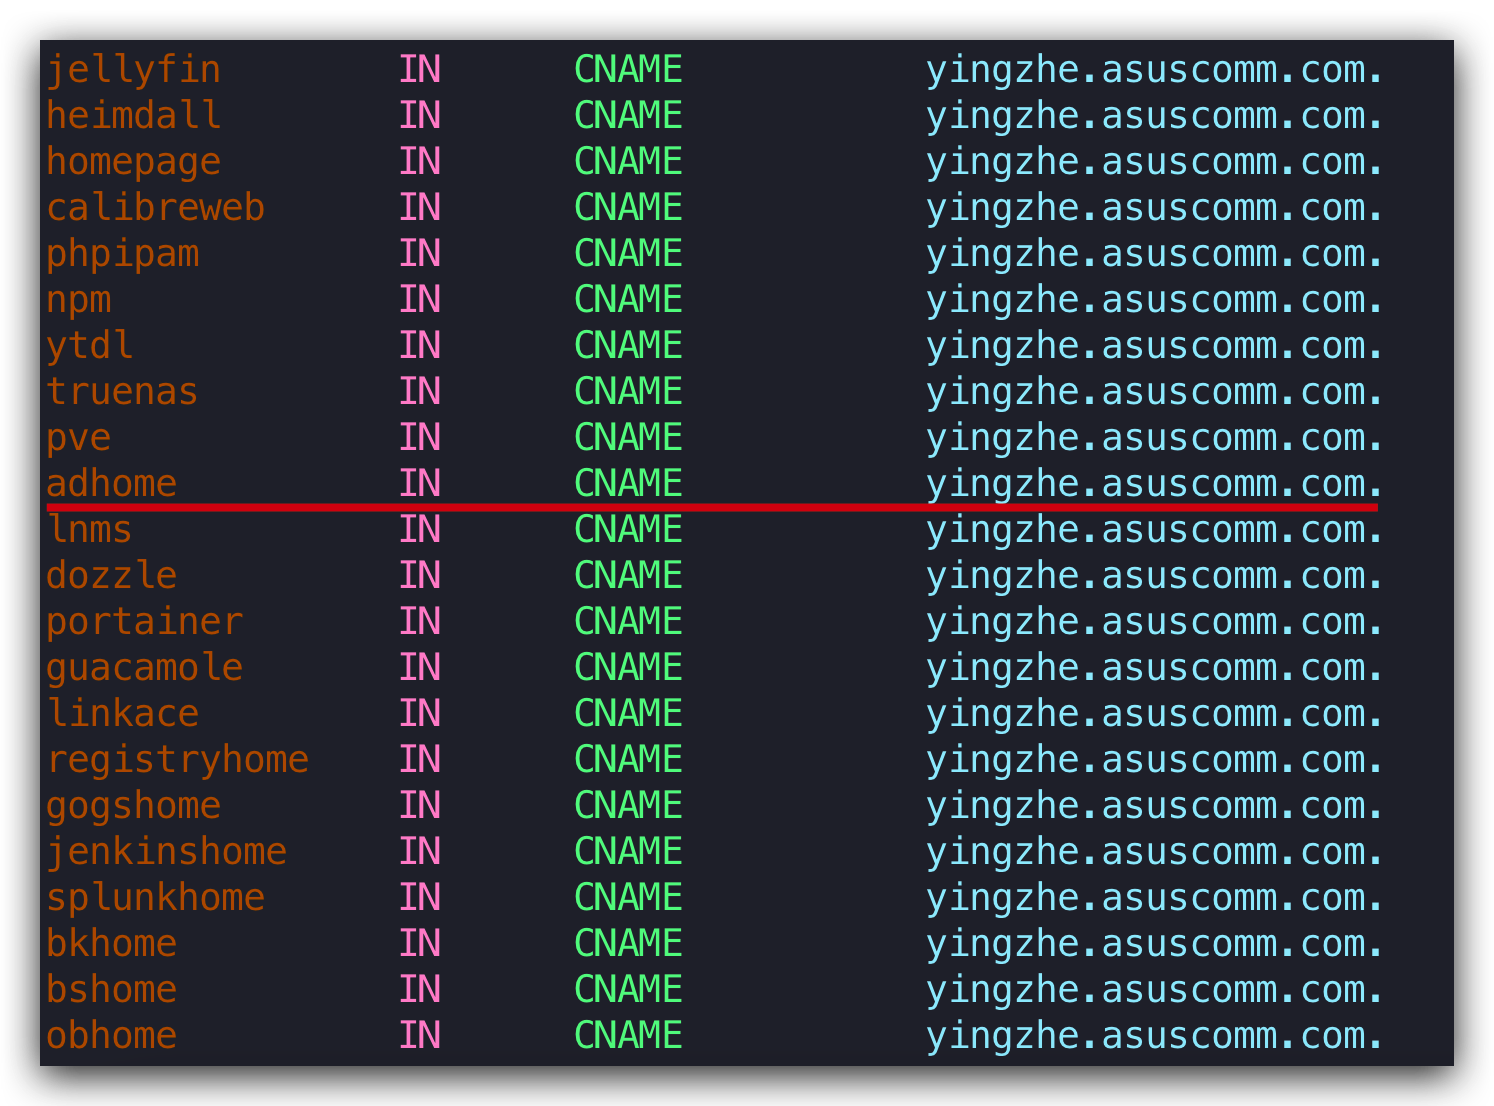 jellyfin IN CNAME yingzhe.asuscomm.com.
heimdall IN CNAME yingzhe.asuscomm.com.
homepage IN CNAME yingzhe.asuscomm.com.
calibreweb IN CNAME yingzhe.asuscomm.com.
phpipam IN CNAME yingzhe.asuscomm.com.
npm IN CNAME yingzhe.asuscomm.com.
ytdl IN CNAME yingzhe.asuscomm.com.
truenas IN CNAME yingzhe.asuscomm.com.
pve IN CNAME yingzhe.asuscomm.com.
adhome IN CNAME yingzhe.asuscomm.com.
lnms IN CNAME yingzhe.asuscomm.com.
dozzle IN CNAME yingzhe.asuscomm.com.
portainer IN CNAME yingzhe.asuscomm.com.
guacamole IN CNAME yingzhe.asuscomm.com.
linkace IN CNAME yingzhe.asuscomm.com.
registryhome IN CNAME yingzhe.asuscomm.com.
gogshome IN CNAME yingzhe.asuscomm.com.
jenkinshome IN CNAME yingzhe.asuscomm.com.
splunkhome IN CNAME yingzhe.asuscomm.com.
bkhome IN CNAME yingzhe.asuscomm.com.
bshome IN CNAME yingzhe.asuscomm.com.
obhome IN CNAME yingzhe.asuscomm.com.